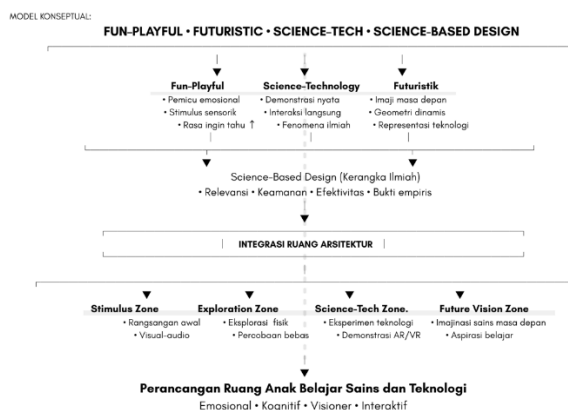 MODEL KONSEPTUAL:
FUN-PLAYFUL • FUTURISTIC • SCIENCE-TECH • SCIENCE-BASED DESIGN
Fun-Playful
• Pemicu emosional
• Stimulus sensorik
• Rasa ingin tahu ↑
Science-Technology
• Demonstrasi nyata
• Interaksi langsung
• Fenomena ilmiah
Futuristik
• Imaji masa depan
• Geometri dinamis
• Representasi teknologi
Science-Based Design (Kerangka Ilmiah)
• Relevansi • Keamanan • Efektivitas • Bukti empiris
INTEGRASI RUANG ARSITEKTUR
Stimulus Zone
• Rangsangan awal
• Visual-audio
Exploration Zone
• Eksplorasi fisik
• Percobaan bebas
Science-Tech Zone.
• Eksperimen teknologi
• Demonstrasi AR/VR
Future Vision Zone
• Imajinasi sains masa depan
• Aspirasi belajar
Perancangan Ruang Anak Belajar Sains dan Teknologi
Emosional • Kognitif • Visioner • Interaktif